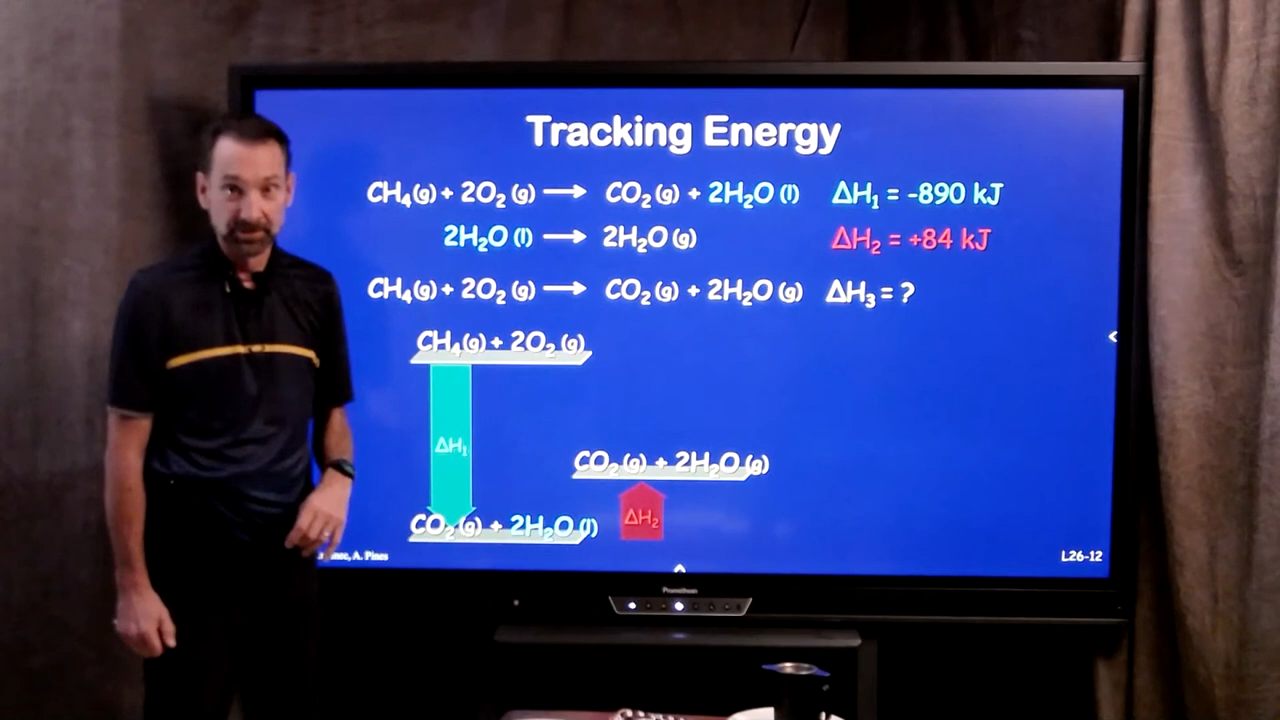 Tracking Energy
CH₄(g) + 2O₂ (g) ⟶ CO₂ (g) + 2H₂O (l) ΔH₁ = -890 kJ
2H₂O (l) ⟶ 2H₂O (g) ΔH₂ = +84 kJ
CH₄(g) + 2O₂ (g) ⟶ CO₂ (g) + 2H₂O (g) ΔH₃ = ?
CH₄(g) + 2O₂ (g)
ΔH₁
CO₂ (g) + 2H₂O (g)
ΔH₂
CO₂ (g) + 2H₂O (l)
A. Pines
L26-12
Promethean